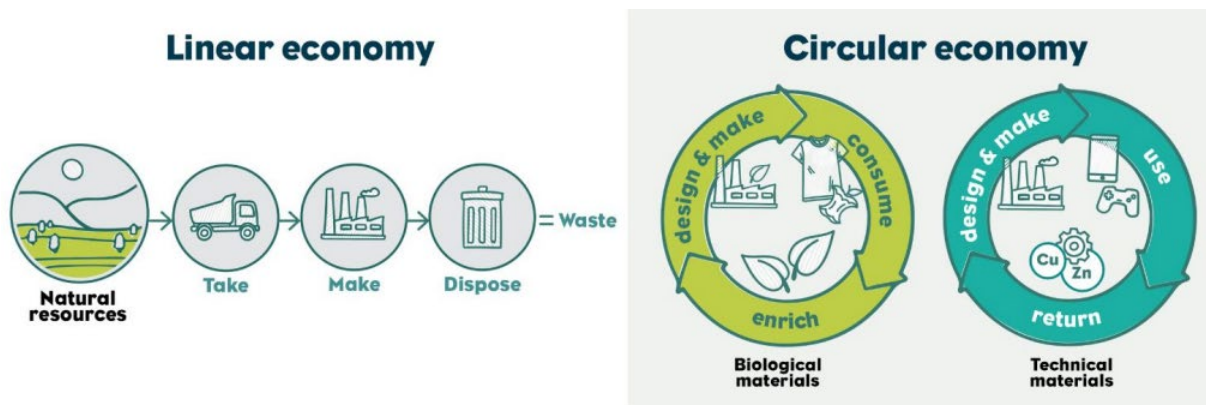 Linear economy
Natural
resources
Take
Make
Dispose
= Waste
Circular economy
design & make
consume
enrich
Biological
materials
design & make
use
return
Cu
Zn
Technical
materials